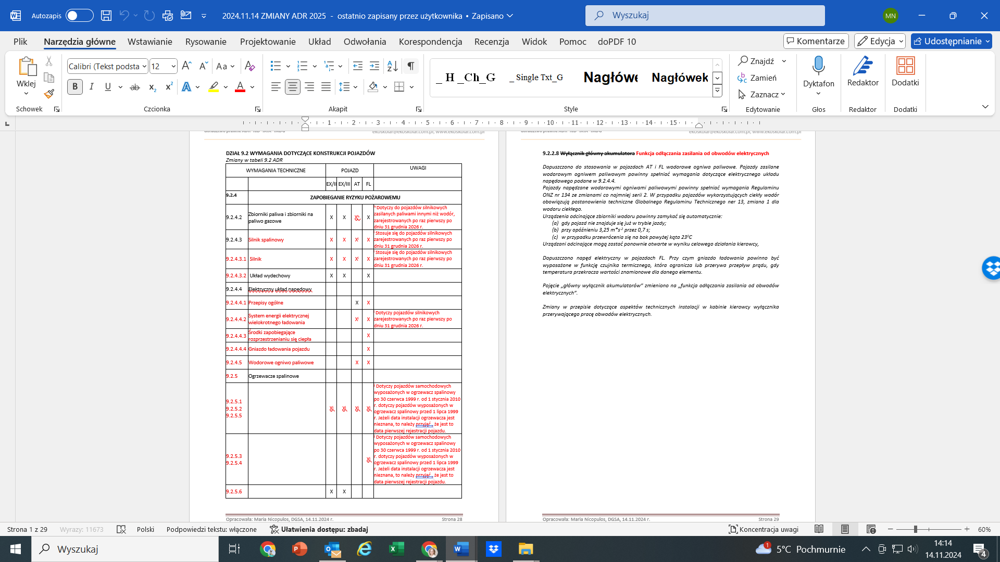 Autozapis
2024.11.14 ZMIANY ADR 2025 - ostatnio zapisany przez użytkownika • Zapisano
Wyszukaj
MN
Plik Narzędzia główne Wstawianie Rysowanie Projektowanie Układ Odwołania Korespondencja Recenzja Widok Pomoc doPDF 10
Komentarze Edycja Udostępnianie
Wklej
Schowek
Calibri (Tekst podsta 12
Czcionka
Akapit
_ H _Ch_G _ Single Txt_G Nagłówe Nagłówek
Style
Znajdź
Zamień
Zaznacz
Edytowanie
Dyktafon
Głos
Redaktor
Redaktor
Dodatki
Dodatki
1 2 3 4 5 6 7 8 9 10 11 12 13 14 15
ekoskolar@ekoskolar.com.pl, www.ekoskolar.com.pl
DZIAŁ 9.2 WYMAGANIA DOTYCZĄCE KONSTRUKCJI POJAZDÓW
Zmiany w tabeli 9.2 ADR
WYMAGANIA TECHNICZNE POJAZD UWAGI
EX/II EX/III AT FL
9.2.4 ZAPOBIEGANIE RYZYKU POŻAROWEMU
9.2.4.2 Zbiorniki paliwa i zbiorniki na paliwo gazowe X X Xʰ X ʰ Dotyczy do pojazdów silnikowych
zasilanych paliwami innymi niż wodór,
zarejestrowanych po raz pierwszy po
dniu 31 grudnia 2026 r.
9.2.4.3 Silnik spalinowy X X Xⁱ X ⁱ Stosuje się do pojazdów silnikowych
zarejestrowanych po raz pierwszy po
dniu 31 grudnia 2026 r.
9.2.4.3.1 Silnik X X Xⁱ X ⁱ Stosuje się do pojazdów silnikowych
zarejestrowanych po raz pierwszy po
dniu 31 grudnia 2026 r.
9.2.4.3.2 Układ wydechowy X X X
9.2.4.4 Elektryczny układ napędowy
9.2.4.4.1 Przepisy ogólne X X
9.2.4.4.2 System energii elektrycznej wielokrotnego ładowania Xⁱ X ⁱ Dotyczy pojazdów silnikowych
zarejestrowanych po raz pierwszy po
dniu 31 grudnia 2026 r.
9.2.4.4.3 Środki zapobiegające rozprzestrzenianiu się ciepła X
9.2.4.4.4 Gniazdo ładowania pojazdu X
9.2.4.5 Wodorowe ogniwo paliwowe X X
9.2.5 Ogrzewacze spalinowe
9.2.5.1
9.2.5.2
9.2.5.5
Xʲ Xʲ Xʲ Xʲ
ʲ Dotyczy pojazdów samochodowych
wyposażonych w ogrzewacz spalinowy
po 30 czerwca 1999 r. od 1 stycznia 2010
r. dotyczy pojazdów wyposażonych w
ogrzewacz spalinowy przed 1 lipca 1999
r. Jeżeli data instalacji ogrzewacza jest
nieznana, to należy przyjąć , że jest to
data pierwszej rejestracji pojazdu.
9.2.5.3
9.2.5.4
Xʲ
ʲ Dotyczy pojazdów samochodowych
wyposażonych w ogrzewacz spalinowy
po 30 czerwca 1999 r. od 1 stycznia 2010
r. dotyczy pojazdów wyposażonych w
ogrzewacz spalinowy przed 1 lipca 1999
r. Jeżeli data instalacji ogrzewacza jest
nieznana, to należy przyjąć , że jest to
data pierwszej rejestracji pojazdu.
9.2.5.6 X X
Opracowała: Maria Nicopulos, DGSA, 14.11.2024 r. Strona 28
ekoskolar@ekoskolar.com.pl, www.ekoskolar.com.pl
9.2.2.8 Wyłącznik główny akumulatora Funkcja odłączania zasilania od obwodów elektrycznych
Dopuszczono do stosowania w pojazdach AT i FL wodorowe ogniwa paliwowe. Pojazdy zasilane
wodorowym ogniwem paliwowym powinny spełniać wymagania dotyczące elektrycznego układu
napędowego podane w 9.2.4.4.
Pojazdy napędzane wodorowymi ogniwami paliwowymi powinny spełniać wymagania Regulaminu
ONZ nr 134 ze zmianami co najmniej serii 2. W przypadku pojazdów wykorzystujących ciekły wodór
obowiązują postanowienia techniczne Globalnego Regulaminu Technicznego ner 13, zmiana 1 dla
wodoru ciekłego.
Urządzenia odcinające zbiorniki wodoru powinny zamykać się automatycznie:
(a) gdy pojazd nie znajduje się już w trybie jazdy;
(b) przy opóźnieniu 3,25 m*s⁻² przez 0,7 s;
(c) w przypadku przewrócenia się na bok powyżej kąta 23⁰C
Urządzani odcinające mogą zostać ponownie otwarte w wyniku celowego działania kierowcy,
Dopuszczono napęd elektryczny w pojazdach FL. Przy czym gniazdo ładowania powinno być
wyposażone w funkcję czujnika termicznego, która ogranicza lub przerywa przepływ prądu, gdy
temperatura przekracza wartości znamionowe dla danego elementu.
Pojęcie „główny wyłącznik akumulatorów” zmieniono na „funkcja odłączania zasilania od obwodów
elektrycznych”.
Zmiany w przepisie dotyczące aspektów technicznych instalacji w kabinie kierowcy wyłącznika
przerywającego pracę obwodów elektrycznych.
Opracowała: Maria Nicopulos, DGSA, 14.11.2024 r. Strona 29
Strona 1 z 29 Wyrazy: 11673 Polski Podpowiedzi tekstu: włączone Ułatwienia dostępu: zbadaj Koncentracja uwagi 60%
Wyszukaj
1 5°C Pochmurnie
14:14
14.11.2024
4